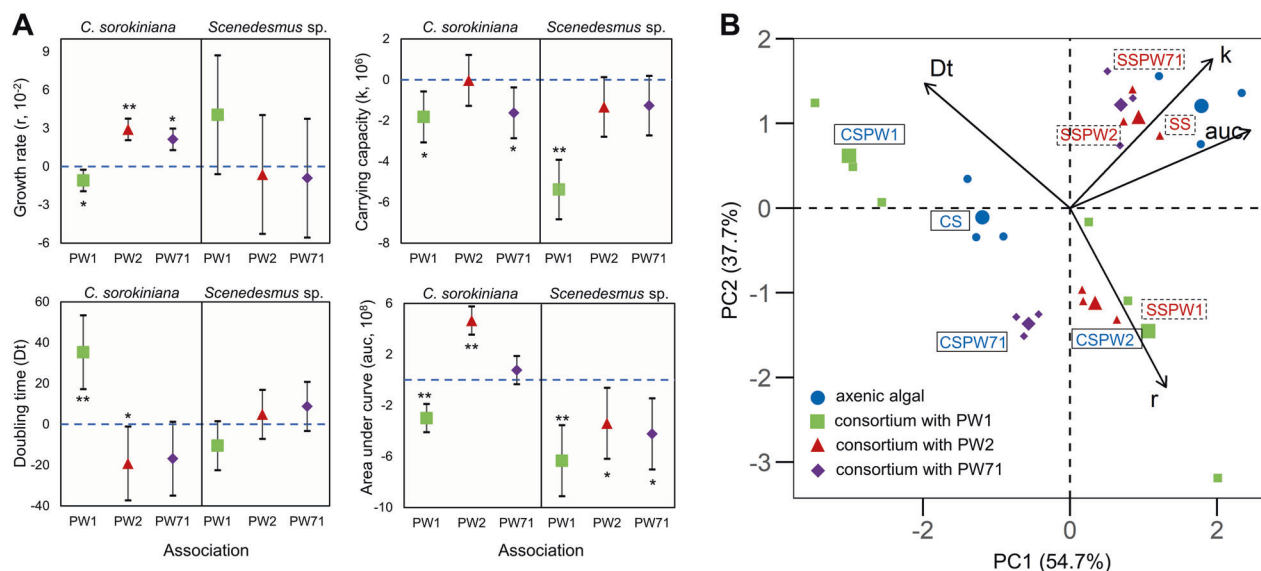 A
C. sorokiniana
Scenedesmus sp.
Growth rate (r, 10⁻²)
9
6
3
0
-3
-6
*
**
*
PW1
PW2
PW71
PW1
PW2
PW71
C. sorokiniana
Scenedesmus sp.
Carrying capacity (k, 10⁶)
2
0
-2
-4
-6
-8
*
*
**
PW1
PW2
PW71
PW1
PW2
PW71
C. sorokiniana
Scenedesmus sp.
Doubling time (Dt)
60
40
20
0
-20
-40
**
*
PW1
PW2
PW71
PW1
PW2
PW71
Association
C. sorokiniana
Scenedesmus sp.
Area under curve (auc, 10⁸)
6
2
-2
-6
-10
**
**
**
*
*
PW1
PW2
PW71
PW1
PW2
PW71
Association
B
PC2 (37.7%)
2
1
0
-1
-2
-3
Dt
k
auc
r
SSPW71
SSPW2
SS
CSPW1
CS
SSPW1
CSPW2
CSPW71
axenic algal
consortium with PW1
consortium with PW2
consortium with PW71
-2
0
2
PC1 (54.7%)